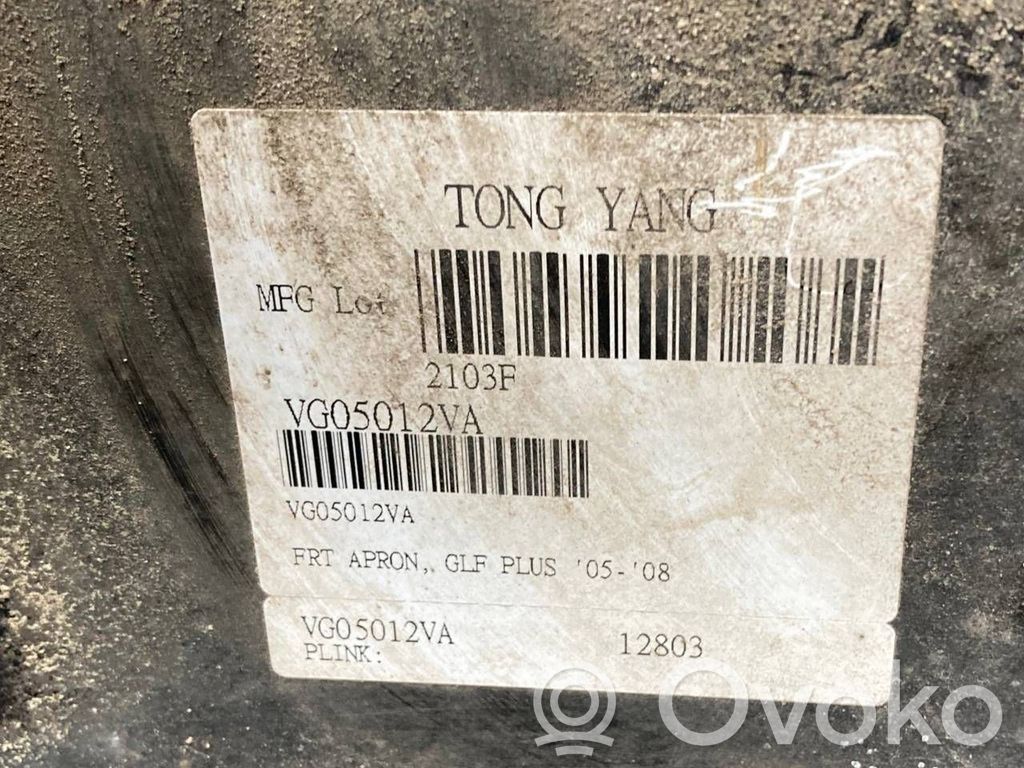 TONG YANG
MFG Lot
2103F
VG05012VA
VG05012VA
FRT APRON, GLF PLUS '05-'08
VG05012VA 12803
PLINK:
Ovoko